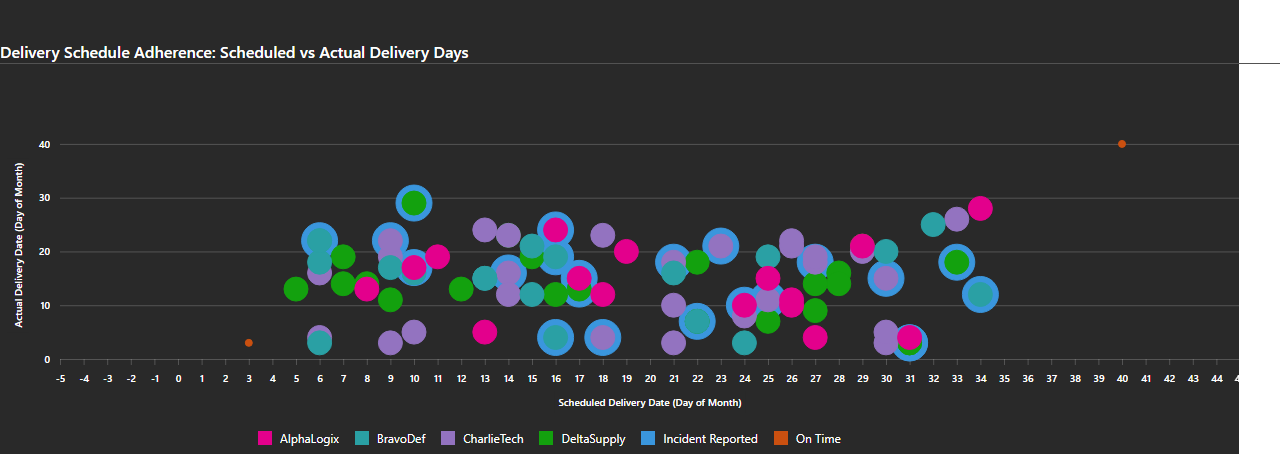 Delivery Schedule Adherence: Scheduled vs Actual Delivery Days
Actual Delivery Date (Day of Month)
40
30
20
10
0
-5 -4 -3 -2 -1 0 1 2 3 4 5 6 7 8 9 10 11 12 13 14 15 16 17 18 19 20 21 22 23 24 25 26 27 28 29 30 31 32 33 34 35 36 37 38 39 40 41 42 43 44
Scheduled Delivery Date (Day of Month)
AlphaLogix BravoDef CharlieTech DeltaSupply Incident Reported On Time